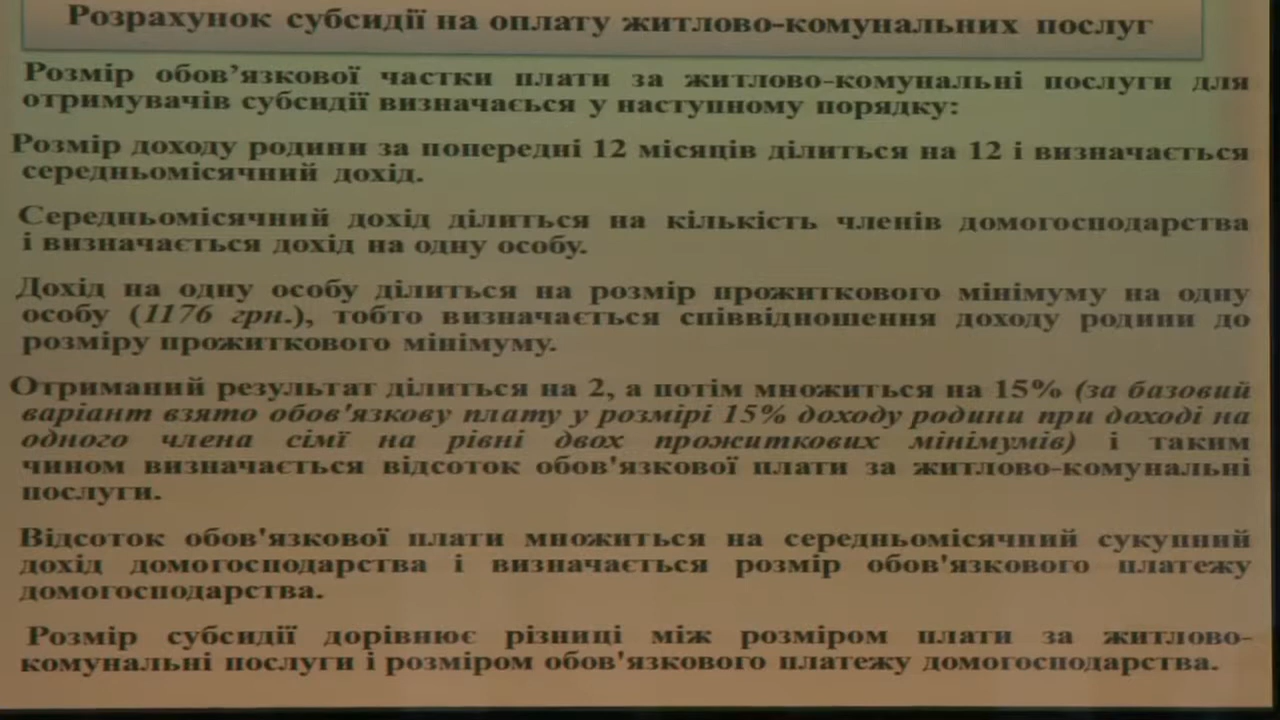 Розрахунок субсидії на оплату житлово-комунальних послуг
Розмір обов’язкової частки плати за житлово-комунальні послуги для
отримувачів субсидії визначається у наступному порядку:
Розмір доходу родини за попередні 12 місяців ділиться на 12 і визначається
середньомісячний дохід.
Середньомісячний дохід ділиться на кількість членів домогосподарства
і визначається дохід на одну особу.
Дохід на одну особу ділиться на розмір прожиткового мінімуму на одну
особу (1176 грн.), тобто визначається співвідношення доходу родини до
розміру прожиткового мінімуму.
Отриманий результат ділиться на 2, а потім множиться на 15% (за базовий
варіант взято обов'язкову плату у розмірі 15% доходу родини при доході на
одного члена сімї на рівні двох прожиткових мінімумів) і таким
чином визначається відсоток обов'язкової плати за житлово-комунальні
послуги.
Відсоток обов'язкової плати множиться на середньомісячний сукупний
дохід домогосподарства і визначається розмір обов'язкового платежу
домогосподарства.
Розмір субсидії дорівнює різниці між розміром плати за житлово-
комунальні послуги і розміром обов'язкового платежу домогосподарства.